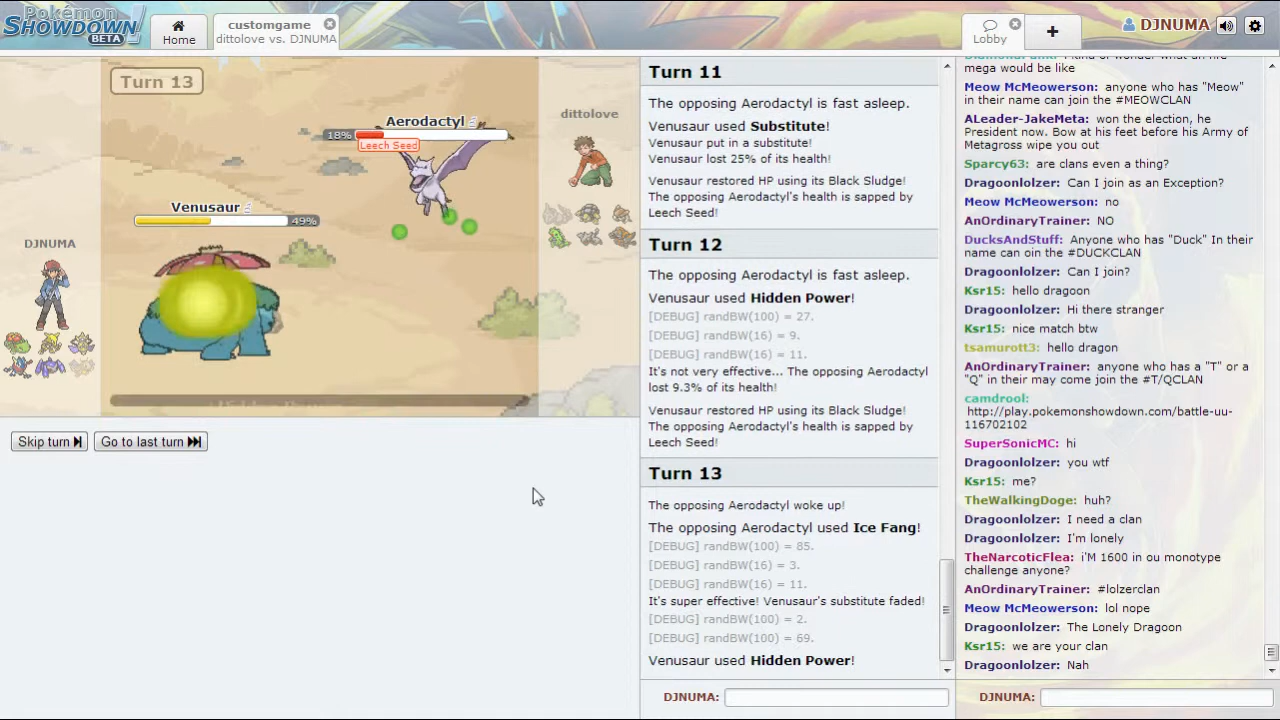 Pokémon
SHOWDOWN!
BETA
Home
customgame
dittolove vs. DJNUMA
Lobby
+
DJNUMA
Turn 13
Aerodactyl
18%
Leech Seed
dittolove
Venusaur
49%
DJNUMA
Skip turn
Go to last turn
Turn 11
The opposing Aerodactyl is fast asleep.
Venusaur used Substitute!
Venusaur put in a substitute!
Venusaur lost 25% of its health!
Venusaur restored HP using its Black Sludge!
The opposing Aerodactyl's health is sapped by
Leech Seed!
Turn 12
The opposing Aerodactyl is fast asleep.
Venusaur used Hidden Power!
[DEBUG] randBW(100) = 27.
[DEBUG] randBW(16) = 9.
[DEBUG] randBW(16) = 11.
It's not very effective... The opposing Aerodactyl
lost 9.3% of its health!
Venusaur restored HP using its Black Sludge!
The opposing Aerodactyl's health is sapped by
Leech Seed!
Turn 13
The opposing Aerodactyl woke up!
The opposing Aerodactyl used Ice Fang!
[DEBUG] randBW(100) = 85.
[DEBUG] randBW(16) = 3.
[DEBUG] randBW(16) = 11.
It's super effective! Venusaur's substitute faded!
[DEBUG] randBW(100) = 2.
[DEBUG] randBW(100) = 69.
Venusaur used Hidden Power!
DJNUMA:
mega would be like
Meow McMeowerson: anyone who has "Meow"
in their name can join the #MEOWCLAN
ALeader-JakeMeta: won the election, he
President now. Bow at his feet before his Army of
Metagross wipe you out
Sparcy63: are clans even a thing?
Dragoonlolzer: Can I join as an Exception?
Meow McMeowerson: no
AnOrdinaryTrainer: NO
DucksAndStuff: Anyone who has "Duck" In their
name can oin the #DUCKCLAN
Dragoonlolzer: Can I join?
Ksr15: hello dragoon
Dragoonlolzer: Hi there stranger
Ksr15: nice match btw
tsamurott3: hello dragon
AnOrdinaryTrainer: anyone who has a "T" or a
"Q" in their may come join the #T/QCLAN
camdrool:
http://play.pokemonshowdown.com/battle-uu-
116702102
SuperSonicMC: hi
Dragoonlolzer: you wtf
Ksr15: me?
TheWalkingDoge: huh?
Dragoonlolzer: I need a clan
Dragoonlolzer: I'm lonely
TheNarcoticFlea: i'M 1600 in ou monotype
challenge anyone?
AnOrdinaryTrainer: #lolzerclan
Meow McMeowerson: lol nope
Dragoonlolzer: The Lonely Dragoon
Ksr15: we are your clan
Dragoonlolzer: Nah
DJNUMA: